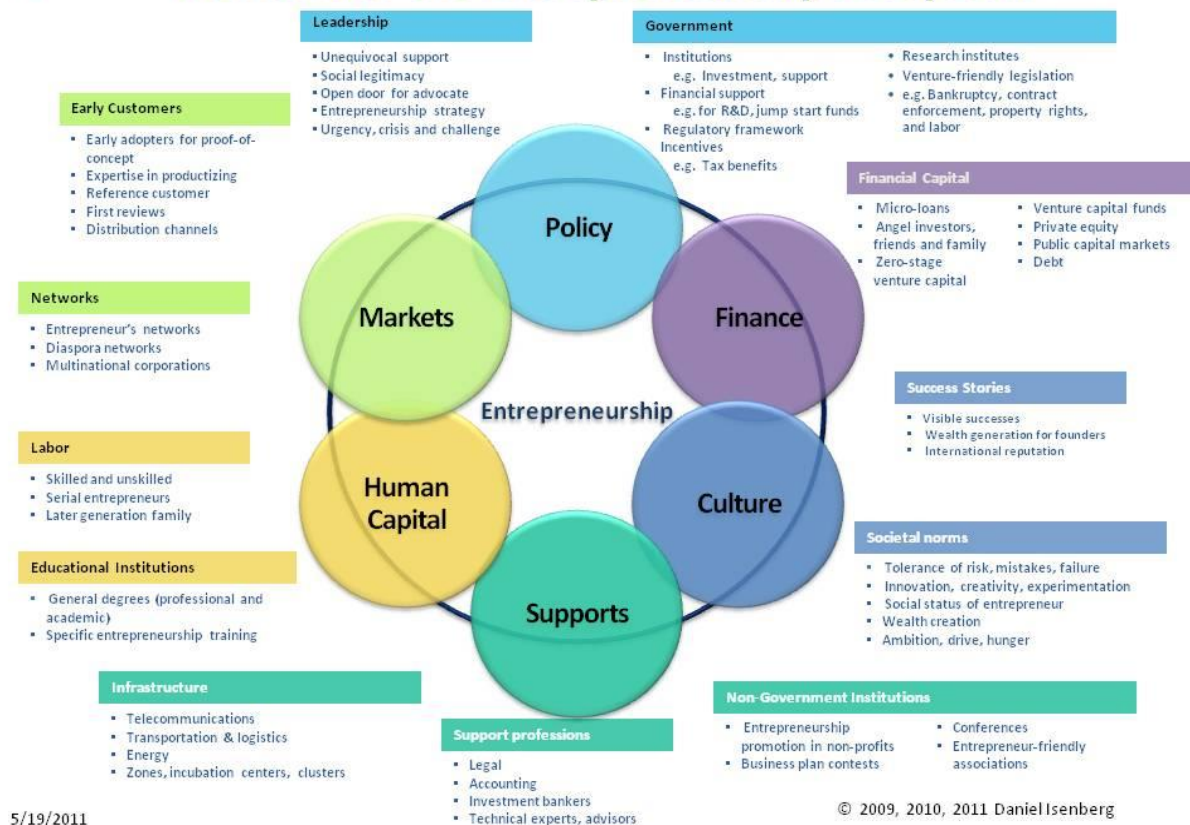 Leadership
▪ Unequivocal support
▪ Social legitimacy
▪ Open door for advocate
▪ Entrepreneurship strategy
▪ Urgency, crisis and challenge
Government
▪ Institutions
e.g. Investment, support
▪ Financial support
e.g. for R&D, jump start funds
▪ Regulatory framework
Incentives
e.g. Tax benefits
• Research institutes
• Venture-friendly legislation
• e.g. Bankruptcy, contract
enforcement, property rights,
and labor
Early Customers
▪ Early adopters for proof-of-
concept
▪ Expertise in productizing
▪ Reference customer
▪ First reviews
▪ Distribution channels
Financial Capital
▪ Micro-loans
▪ Angel investors,
friends and family
▪ Zero-stage
venture capital
▪ Venture capital funds
▪ Private equity
▪ Public capital markets
▪ Debt
Policy
Markets
Finance
Networks
▪ Entrepreneur's networks
▪ Diaspora networks
▪ Multinational corporations
Entrepreneurship
Success Stories
▪ Visible successes
▪ Wealth generation for founders
▪ International reputation
Labor
▪ Skilled and unskilled
▪ Serial entrepreneurs
▪ Later generation family
Human
Capital
Culture
Societal norms
▪ Tolerance of risk, mistakes, failure
▪ Innovation, creativity, experimentation
▪ Social status of entrepreneur
▪ Wealth creation
▪ Ambition, drive, hunger
Educational Institutions
▪ General degrees (professional and
academic)
▪ Specific entrepreneurship training
Supports
Infrastructure
▪ Telecommunications
▪ Transportation & logistics
▪ Energy
▪ Zones, incubation centers, clusters
Support professions
▪ Legal
▪ Accounting
▪ Investment bankers
▪ Technical experts, advisors
Non-Government Institutions
▪ Entrepreneurship
promotion in non-profits
▪ Business plan contests
▪ Conferences
▪ Entrepreneur-friendly
associations
5/19/2011
© 2009, 2010, 2011 Daniel Isenberg